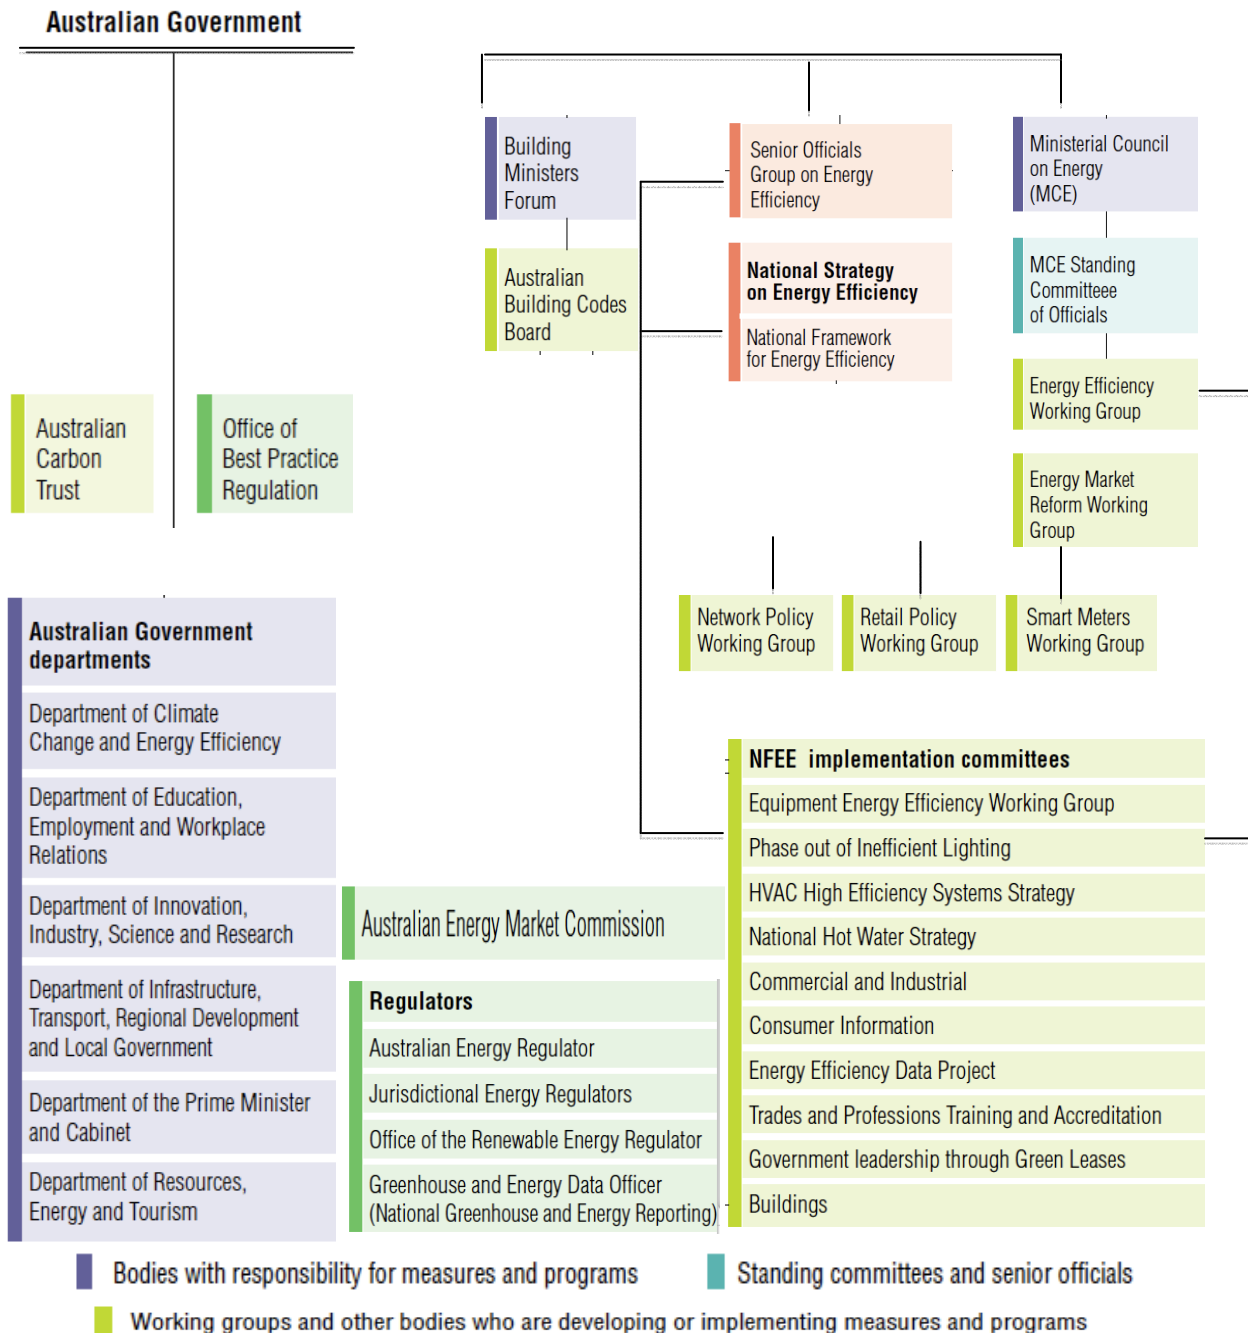 Australian Government
Building
Ministers
Forum
Senior Officials
Group on Energy
Efficiency
Ministerial Council
on Energy
(MCE)
Australian
Building Codes
Board
National Strategy
on Energy Efficiency
National Framework
for Energy Efficiency
MCE Standing
Committeee
of Officials
Energy Efficiency
Working Group
Australian
Carbon
Trust
Office of
Best Practice
Regulation
Energy Market
Reform Working
Group
Network Policy
Working Group
Retail Policy
Working Group
Smart Meters
Working Group
Australian Government
departments
Department of Climate
Change and Energy Efficiency
Department of Education,
Employment and Workplace
Relations
Department of Innovation,
Industry, Science and Research
Department of Infrastructure,
Transport, Regional Development
and Local Government
Department of the Prime Minister
and Cabinet
Department of Resources,
Energy and Tourism
Australian Energy Market Commission
Regulators
Australian Energy Regulator
Jurisdictional Energy Regulators
Office of the Renewable Energy Regulator
Greenhouse and Energy Data Officer
(National Greenhouse and Energy Reporting)
NFEE implementation committees
Equipment Energy Efficiency Working Group
Phase out of Inefficient Lighting
HVAC High Efficiency Systems Strategy
National Hot Water Strategy
Commercial and Industrial
Consumer Information
Energy Efficiency Data Project
Trades and Professions Training and Accreditation
Government leadership through Green Leases
Buildings
Bodies with responsibility for measures and programs
Standing committees and senior officials
Working groups and other bodies who are developing or implementing measures and programs